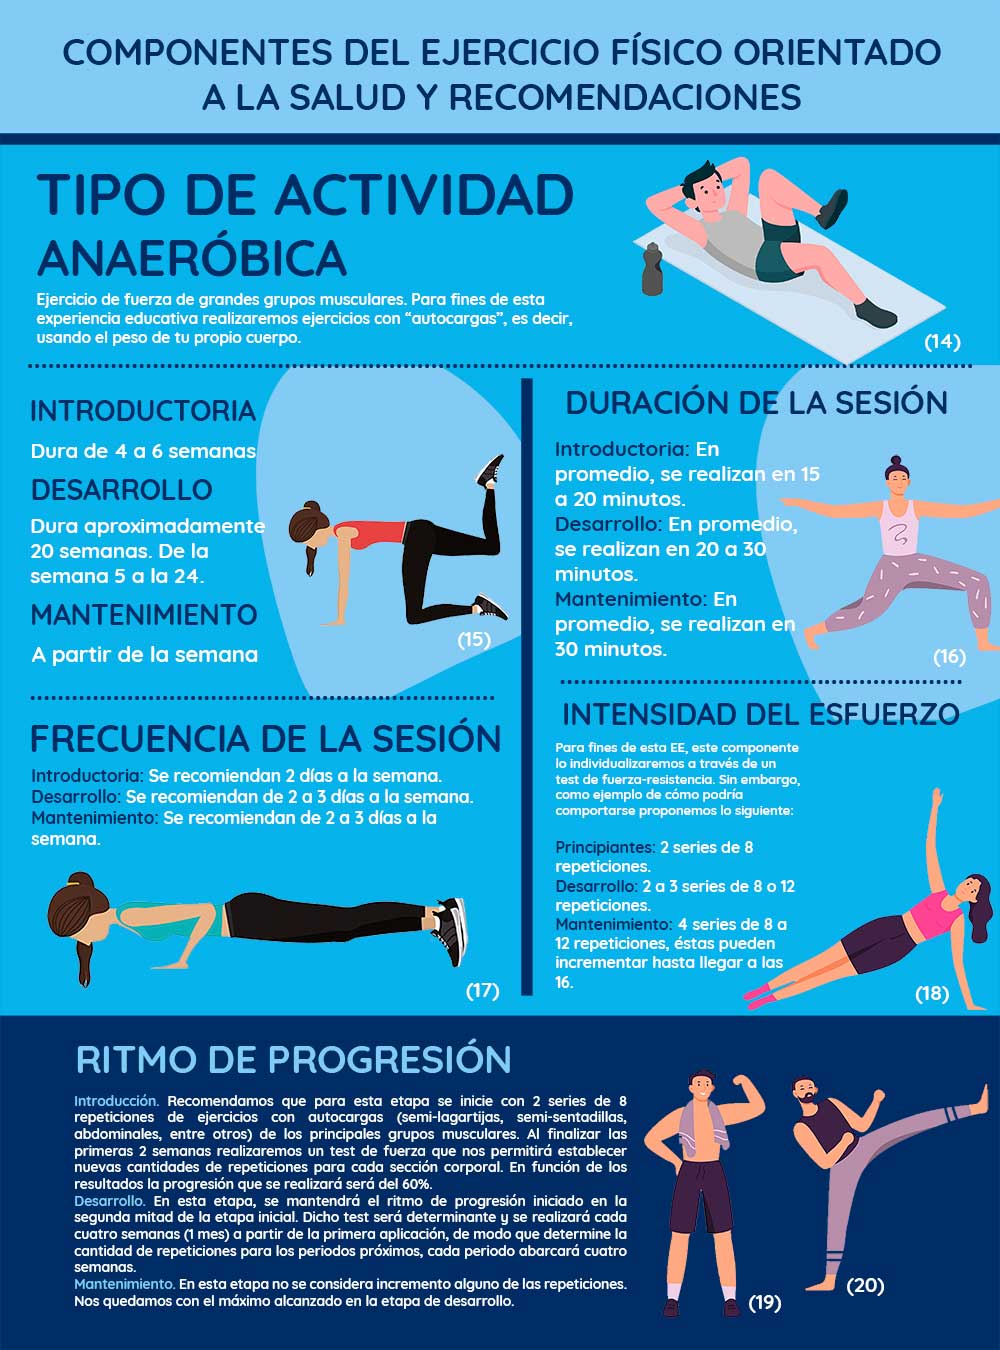 COMPONENTES DEL EJERCICIO FÍSICO ORIENTADO
A LA SALUD Y RECOMENDACIONES
TIPO DE ACTIVIDAD
ANAERÓBICA
Ejercicio de fuerza de grandes grupos musculares. Para fines de esta
experiencia educativa realizaremos ejercicios con “autocargas”, es decir,
usando el peso de tu propio cuerpo.
(14)
INTRODUCTORIA
Dura de 4 a 6 semanas
DESARROLLO
Dura aproximadamente
20 semanas. De la
semana 5 a la 24.
MANTENIMIENTO
A partir de la semana
(15)
DURACIÓN DE LA SESIÓN
Introductoria: En
promedio, se realizan en 15
a 20 minutos.
Desarrollo: En promedio,
se realizan en 20 a 30
minutos.
Mantenimiento: En
promedio, se realizan en
30 minutos.
(16)
FRECUENCIA DE LA SESIÓN
Introductoria: Se recomiendan 2 días a la semana.
Desarrollo: Se recomiendan de 2 a 3 días a la semana.
Mantenimiento: Se recomiendan de 2 a 3 días a la
semana.
(17)
INTENSIDAD DEL ESFUERZO
Para fines de esta EE, este componente
lo individualizaremos a través de un
test de fuerza-resistencia. Sin embargo,
como ejemplo de cómo podría
comportarse proponemos lo siguiente:
Principiantes: 2 series de 8
repeticiones.
Desarrollo: 2 a 3 series de 8 o 12
repeticiones.
Mantenimiento: 4 series de 8 a
12 repeticiones, éstas pueden
incrementar hasta llegar a las
16.
(18)
RITMO DE PROGRESIÓN
Introducción. Recomendamos que para esta etapa se inicie con 2 series de 8
repeticiones de ejercicios con autocargas (semi-lagartijas, semi-sentadillas,
abdominales, entre otros) de los principales grupos musculares. Al finalizar las
primeras 2 semanas realizaremos un test de fuerza que nos permitirá establecer
nuevas cantidades de repeticiones para cada sección corporal. En función de los
resultados la progresión que se realizará será del 60%.
Desarrollo. En esta etapa, se mantendrá el ritmo de progresión iniciado en la
segunda mitad de la etapa inicial. Dicho test será determinante y se realizará cada
cuatro semanas (1 mes) a partir de la primera aplicación, de modo que determine la
cantidad de repeticiones para los periodos próximos, cada periodo abarcará cuatro
semanas.
Mantenimiento. En esta etapa no se considera incremento alguno de las repeticiones.
Nos quedamos con el máximo alcanzado en la etapa de desarrollo.
(19)
(20)